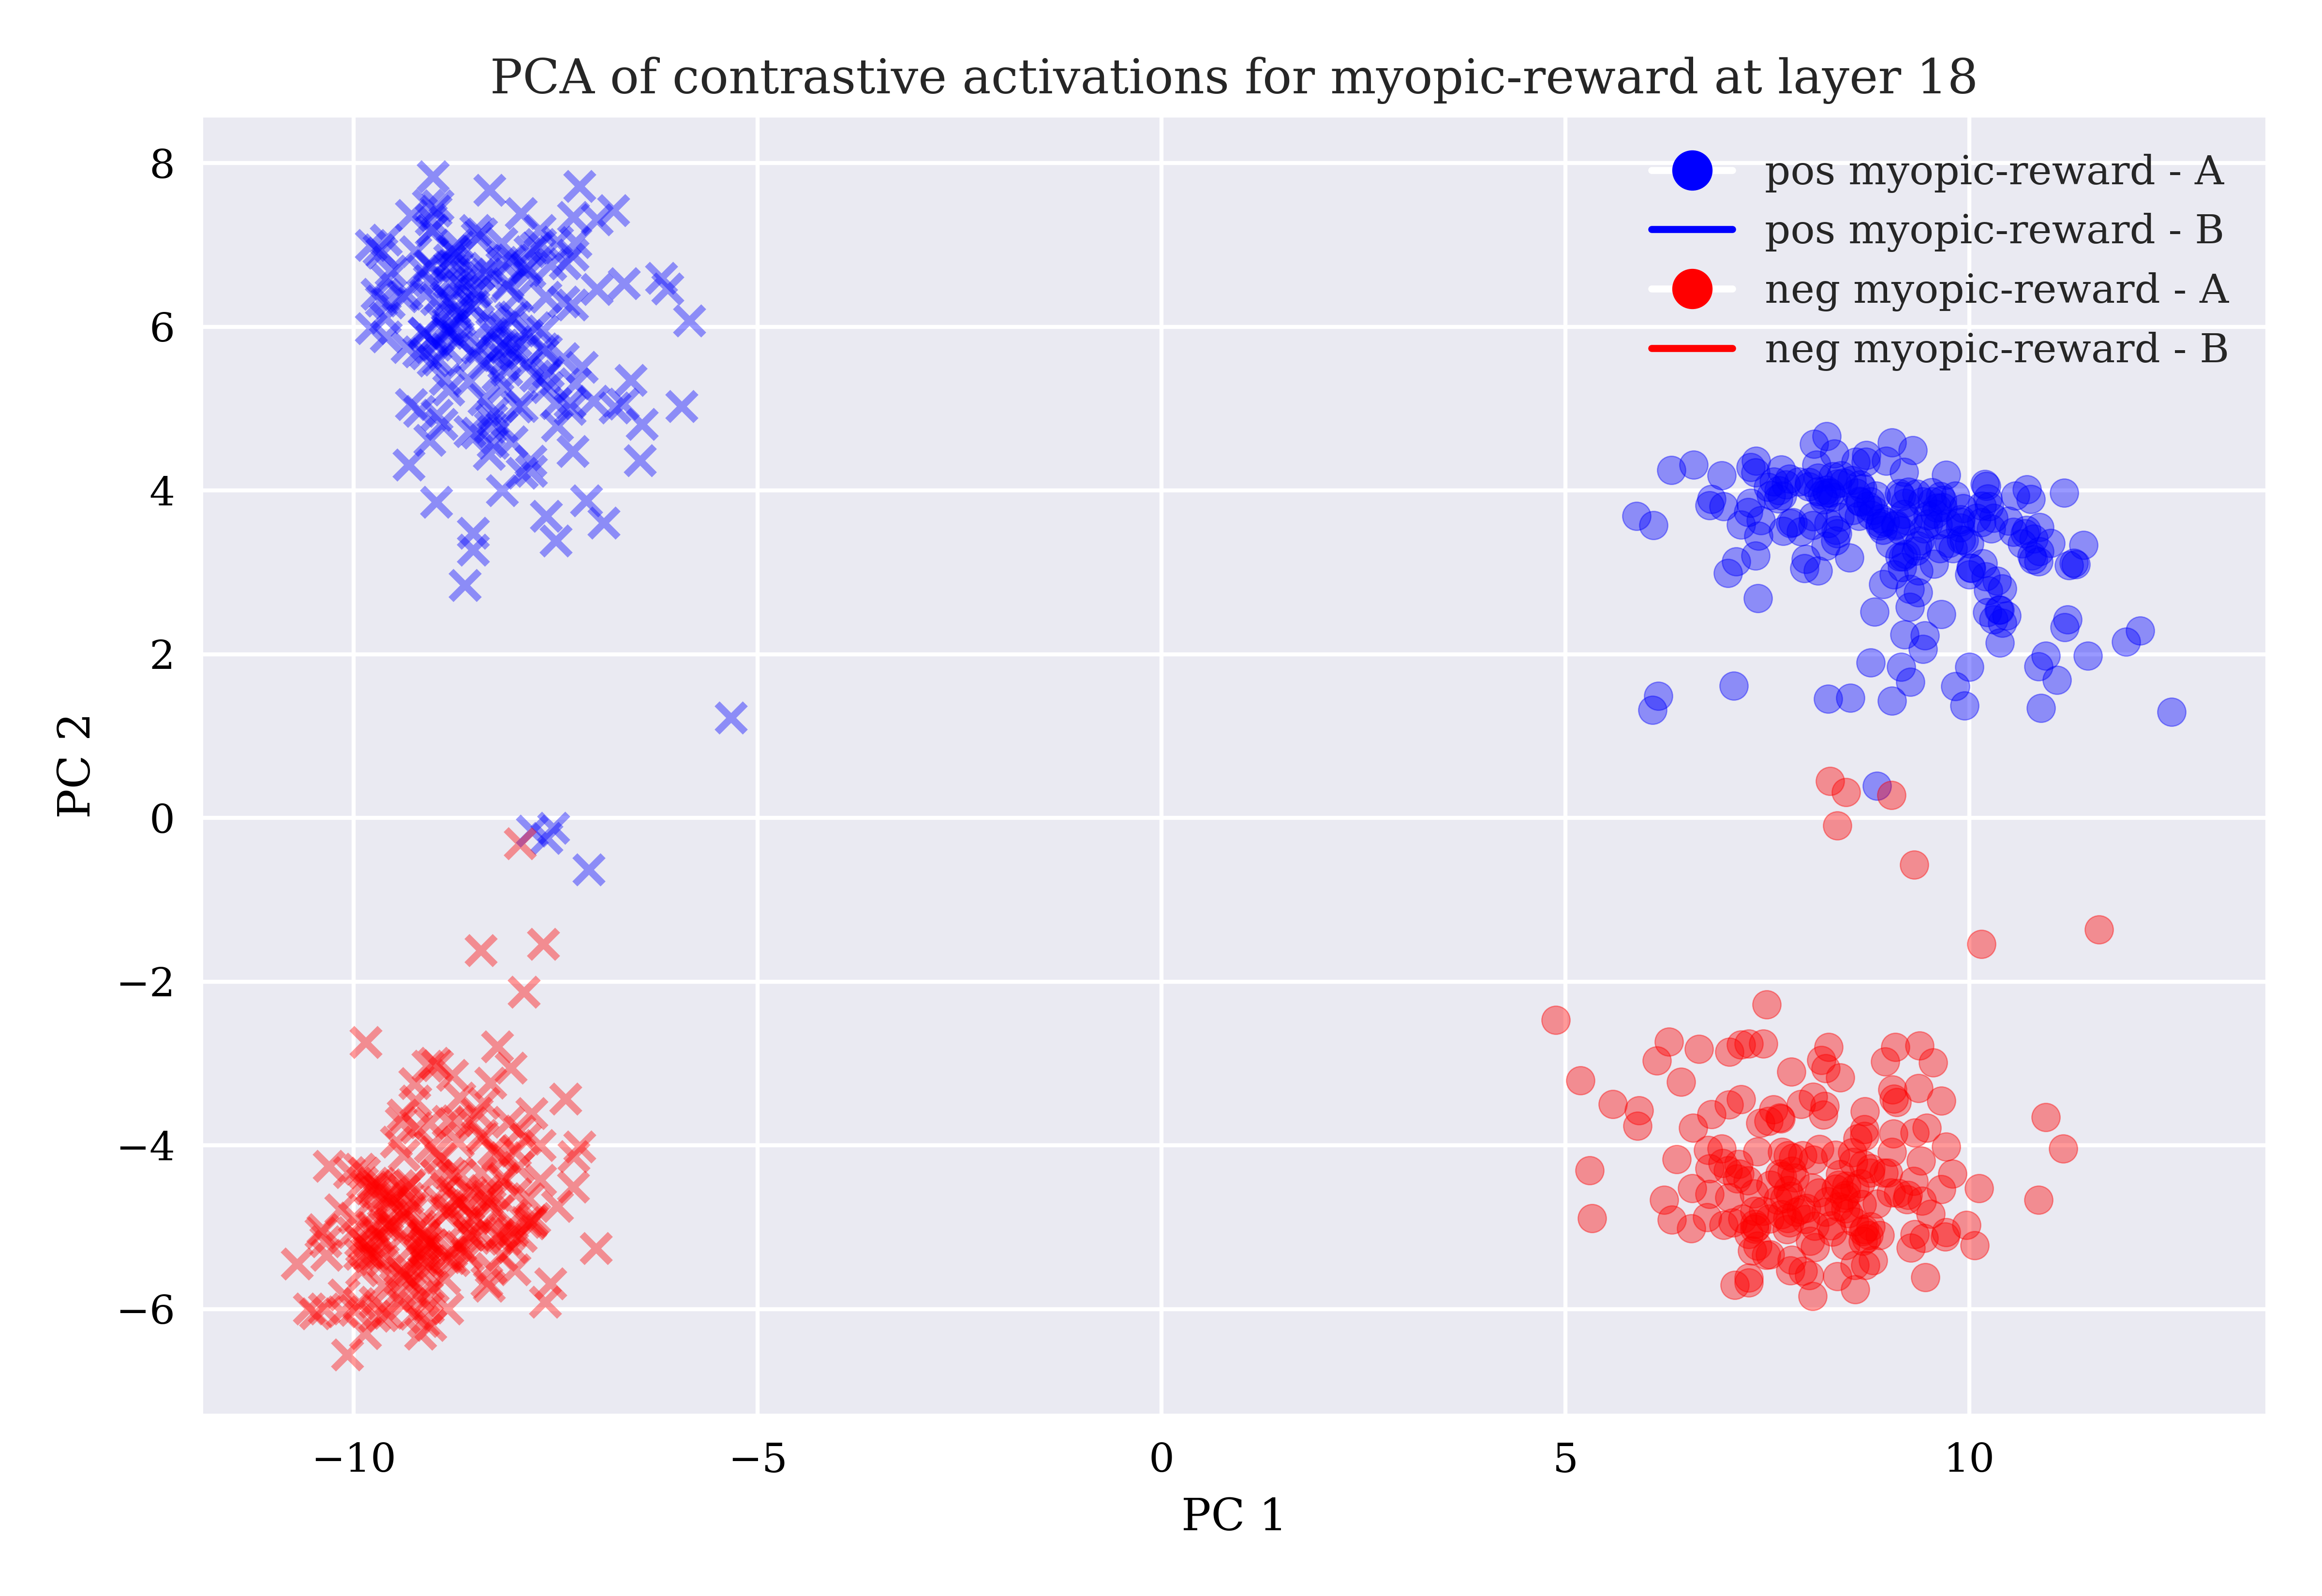 PCA of contrastive activations for myopic-reward at layer 18
pos myopic-reward - A
pos myopic-reward - B
neg myopic-reward - A
neg myopic-reward - B
8
6
4
2
0
−2
−4
−6
PC 2
−10
−5
0
5
10
PC 1